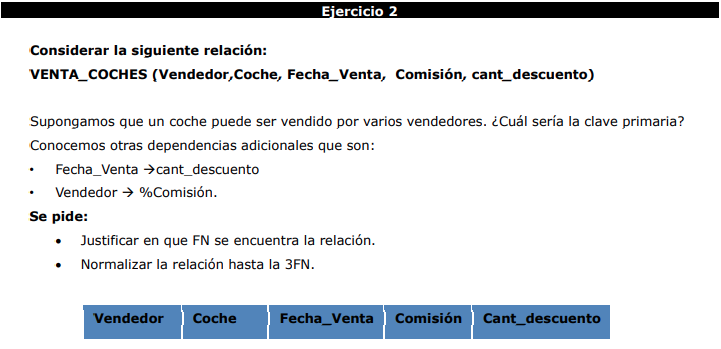 Ejercicio 2
Considerar la siguiente relación:
VENTA_COCHES (Vendedor,Coche, Fecha_Venta, Comisión, cant_descuento)
Supongamos que un coche puede ser vendido por varios vendedores. ¿Cuál sería la clave primaria?
Conocemos otras dependencias adicionales que son:
• Fecha_Venta →cant_descuento
• Vendedor → %Comisión.
Se pide:
• Justificar en que FN se encuentra la relación.
• Normalizar la relación hasta la 3FN.
Vendedor Coche Fecha_Venta Comisión Cant_descuento